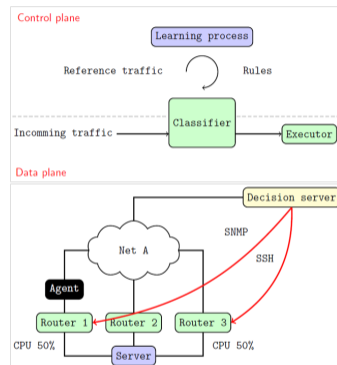 Control plane
Learning process
Reference traffic
Rules
Classifier
Incomming traffic
Executor
Data plane
Decision server
SNMP
Net A
SSH
Agent
Router 1
Router 2
Router 3
CPU 50%
CPU 50%
Server